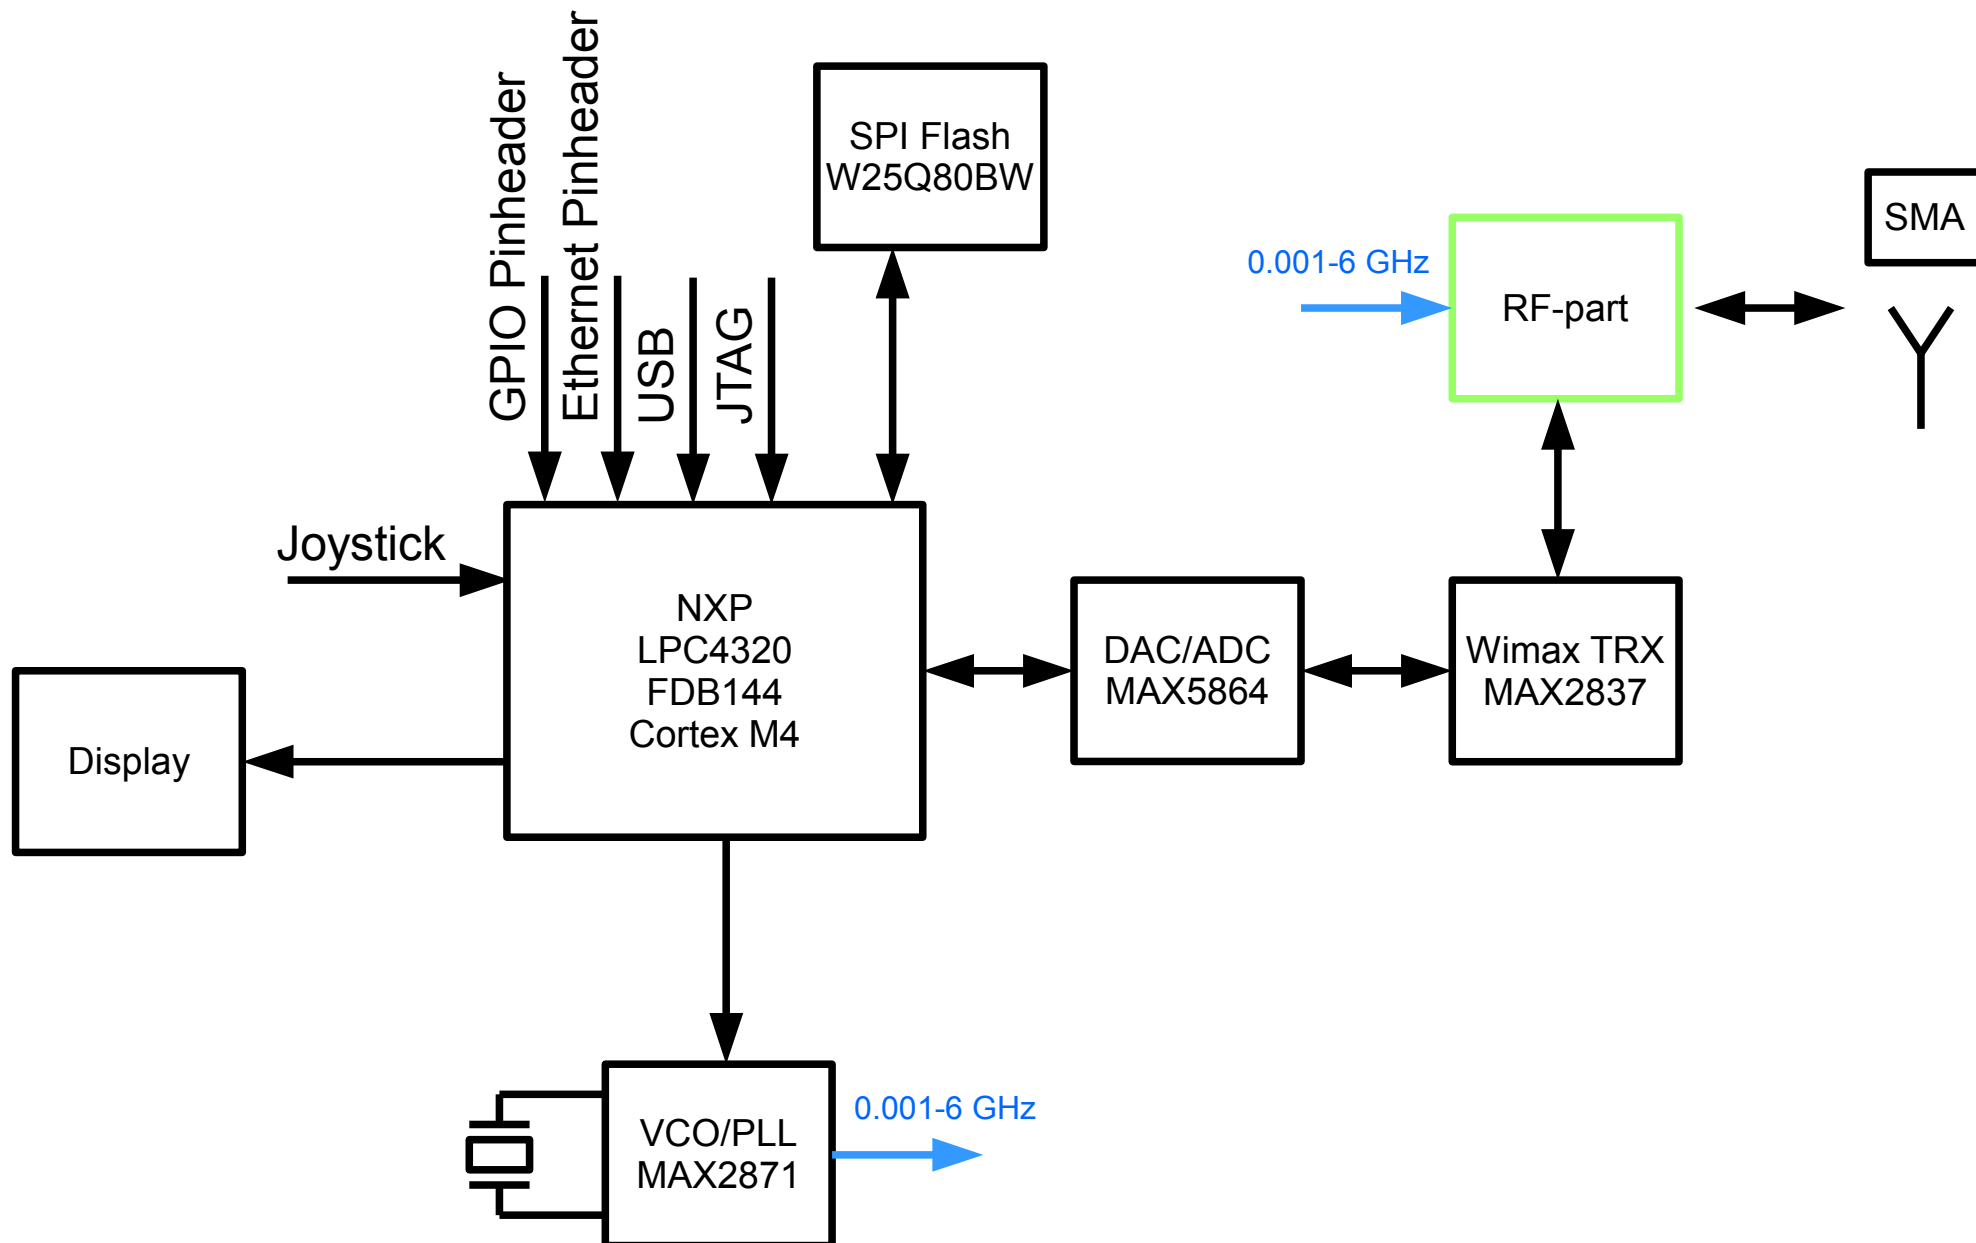 GPIO Pinheader
Ethernet Pinheader
USB
JTAG
SPI Flash
W25Q80BW
SMA
0.001-6 GHz
RF-part
Joystick
NXP
LPC4320
FDB144
Cortex M4
DAC/ADC
MAX5864
Wimax TRX
MAX2837
Display
VCO/PLL
MAX2871
0.001-6 GHz